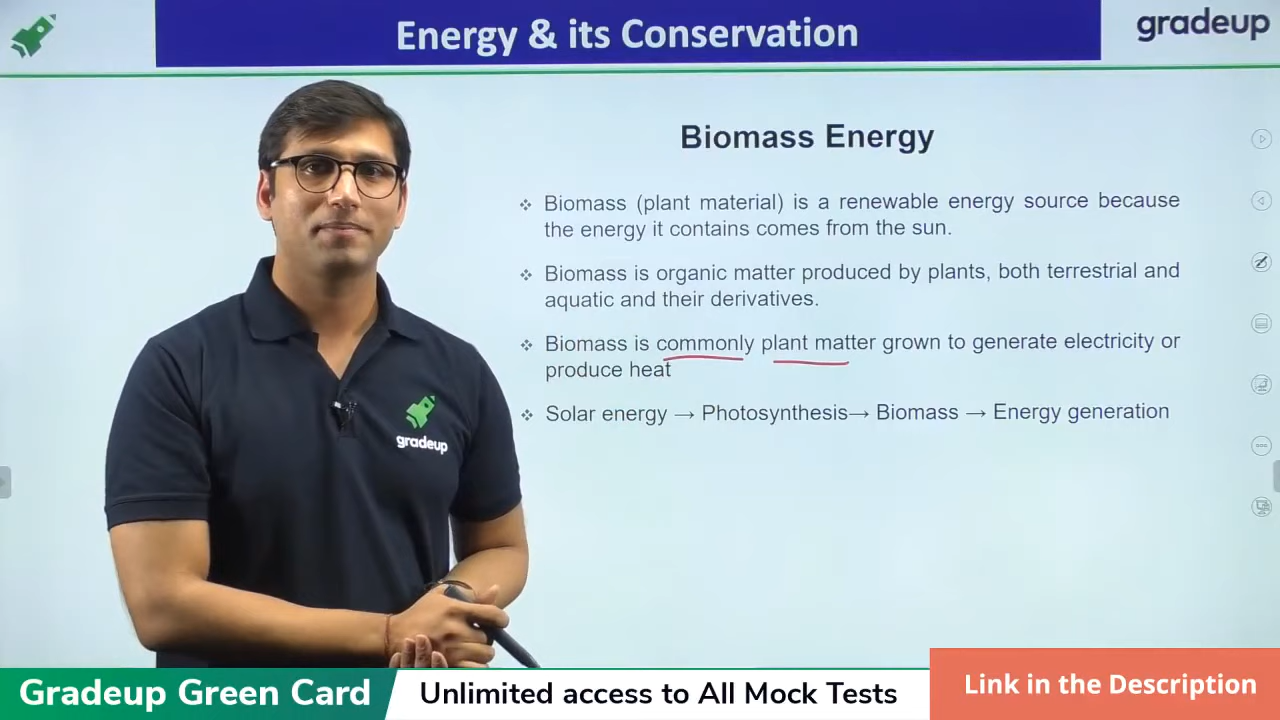 Energy & its Conservation
gradeup
Biomass Energy
❖ Biomass (plant material) is a renewable energy source because
the energy it contains comes from the sun.
❖ Biomass is organic matter produced by plants, both terrestrial and
aquatic and their derivatives.
❖ Biomass is commonly plant matter grown to generate electricity or
produce heat
❖ Solar energy → Photosynthesis→ Biomass → Energy generation
gradeup
Gradeup Green Card
Unlimited access to All Mock Tests
Link in the Description